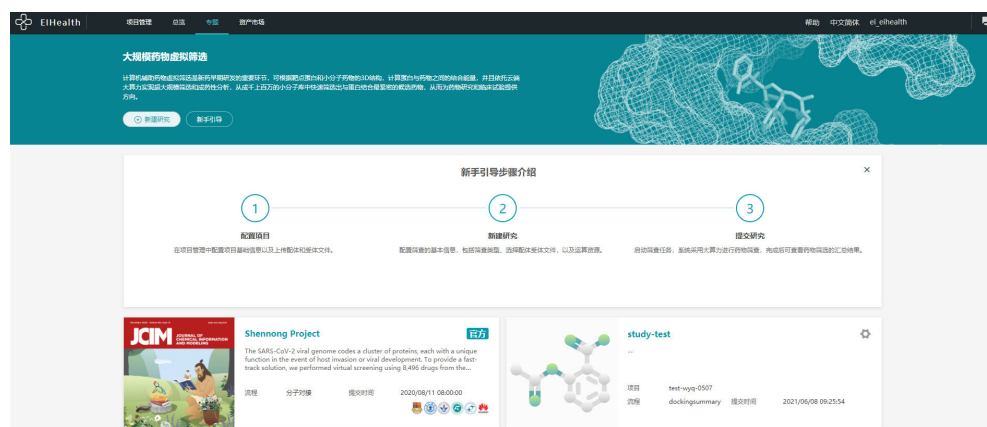 EIHealth 项目管理 总览 专题 资产市场 帮助 中文简体 ei_eihealth
大规模药物虚拟筛选
计算机辅助药物虚拟筛选是新药早期研发的重要环节，可根据靶点蛋白和小分子药物的3D结构，计算蛋白与药物之间的结合能量，并且依托云端
大算力实现超大规模筛选和成药性分析，从成千上百万的小分子库中快速筛选出与蛋白结合最紧密的候选药物，从而为药物研究和临床试验提供
方向。
新建研究 新手引导
新手引导步骤介绍
1 2 3
配置项目 新建研究 提交研究
在项目管理中配置项目基础信息以及上传配体和受体文件。 配置筛查的基本信息，包括筛查类型、选择配体受体文件，以及运算资源。 启动筛查任务，系统采用大算力进行药物筛查，完成后可查看药物筛选的汇总结果。
JCIM JOURNAL OF
CHEMICAL INFORMATION
AND MODELING
Shennong Project 官方
The SARS-CoV-2 viral genome codes a cluster of proteins, each with a unique
function in the event of host invasion or viral development. To provide a fast-
track solution, we performed virtual screening using 8,496 drugs from the...
流程 分子对接 提交时间 2020/08/11 08:00:00
study-test
...
项目 test-wyq-0507
流程 dockingsummary 提交时间 2021/06/08 09:25:54